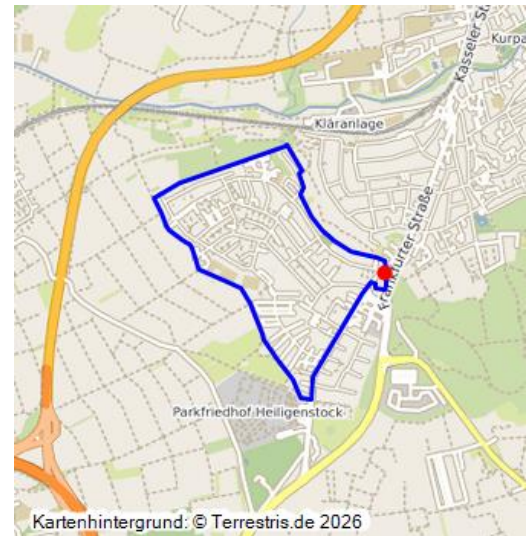 Kasseler St
Kurpa
Kläranlage
Frankfurter Straße
Parkfriedhof Heiligenstock
Kartenhintergrund: © Terrestris.de 2026